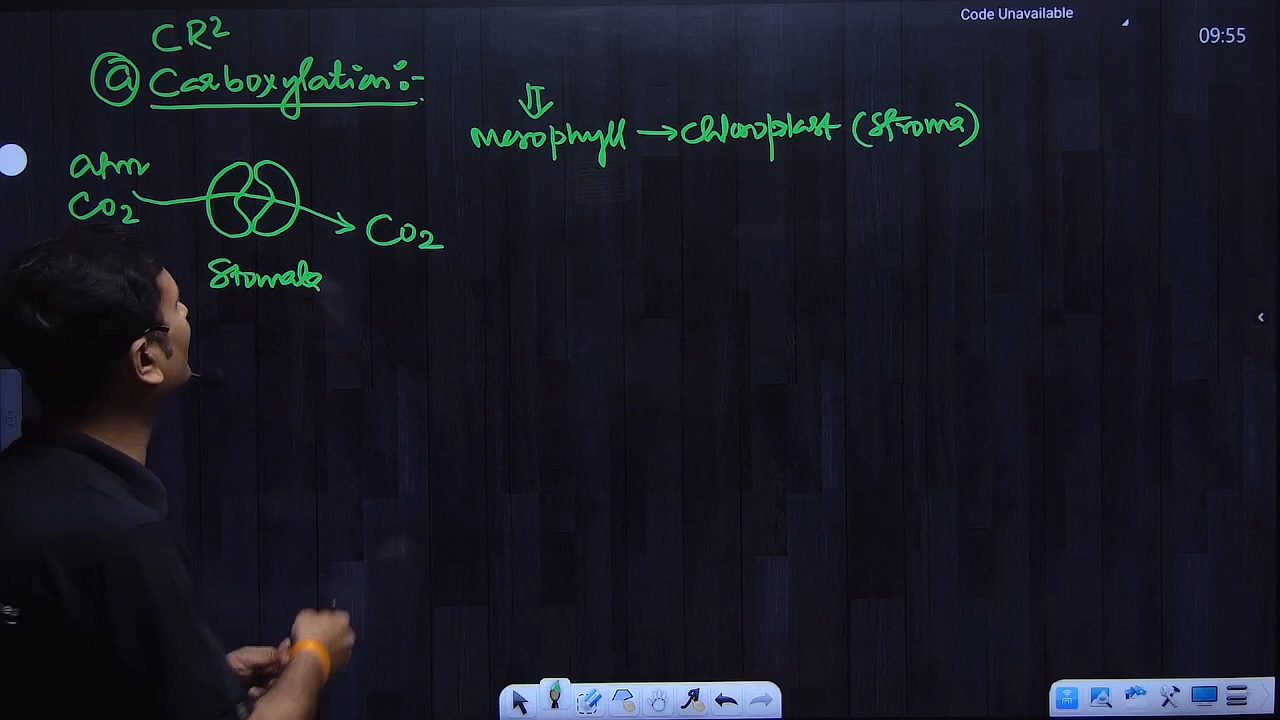 Code Unavailable
09:55
CR²
ⓐ Carboxylation:-
Mesophyll → Chloroplast (Stroma)
atm
CO₂
CO₂
Stomata